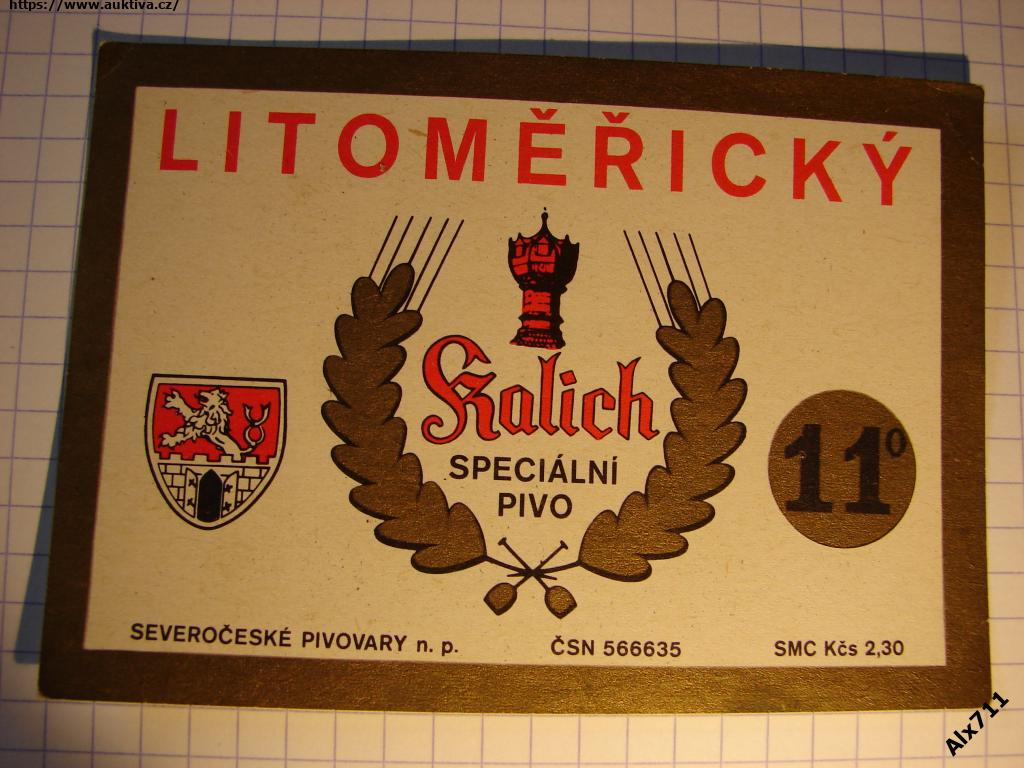 https://www.auktiva.cz/
LITOMĚŘICKÝ
Kalich
SPECIÁLNÍ
PIVO
11°
SEVEROČESKÉ PIVOVARY n. p.
ČSN 566635
SMC Kčs 2,30
Alx711